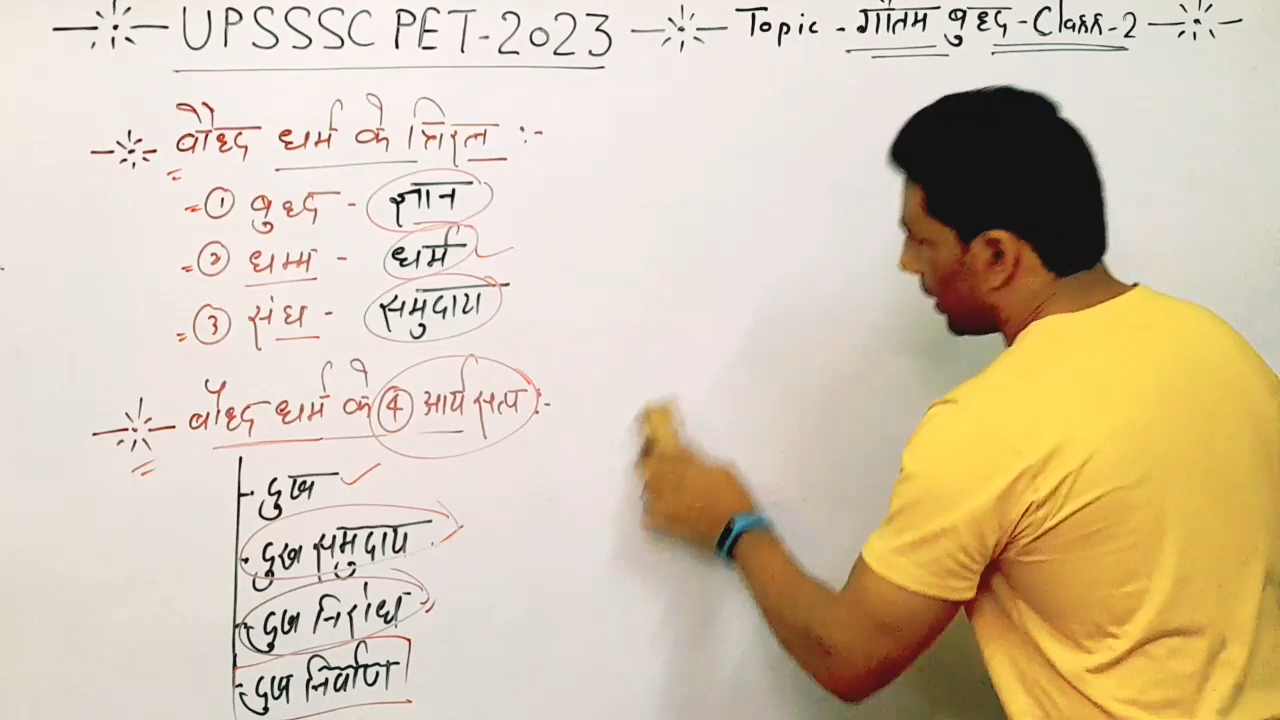 UPSSSC PET-2023
Topic - गौतम बुद्ध - Class-2
बौद्ध धर्म के त्रिरत्न :-
① बुद्ध - ज्ञान
② धम्म - धर्म
③ संघ - समुदाय
बौद्ध धर्म के ④ आर्य सत्य :-
दुख
दुख समुदाय
दुख निरोध
दुख निर्वाण